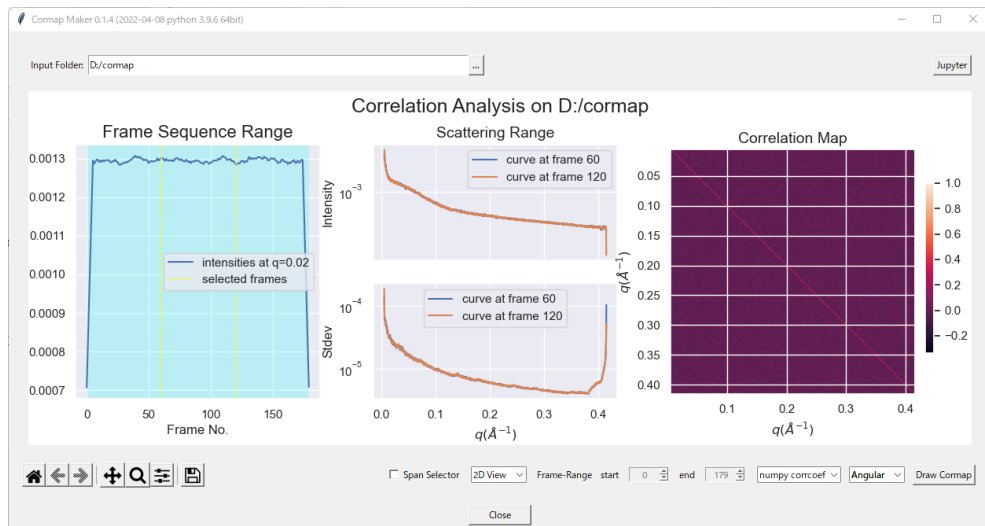 Cormap Maker 0.1.4 (2022-04-08 python 3.9.6 64bit)
Input Folder: D:/cormap ... Jupyter
Correlation Analysis on D:/cormap
Frame Sequence Range
0.0013
0.0012
0.0011
0.0010
0.0009
0.0008
0.0007
intensities at q=0.02
selected frames
0 50 100 150
Frame No.
Scattering Range
Intensity
10⁻³
curve at frame 60
curve at frame 120
Stdev
10⁻⁴
10⁻⁵
curve at frame 60
curve at frame 120
0.0 0.1 0.2 0.3 0.4
q(Å⁻¹)
Correlation Map
q(Å⁻¹)
0.05
0.10
0.15
0.20
0.25
0.30
0.35
0.40
0.1 0.2 0.3 0.4
q(Å⁻¹)
1.0
0.8
0.6
0.4
0.2
0.0
−0.2
Span Selector 2D View Frame-Range start 0 end 179 numpy corrcoef Angular Draw Cormap
Close